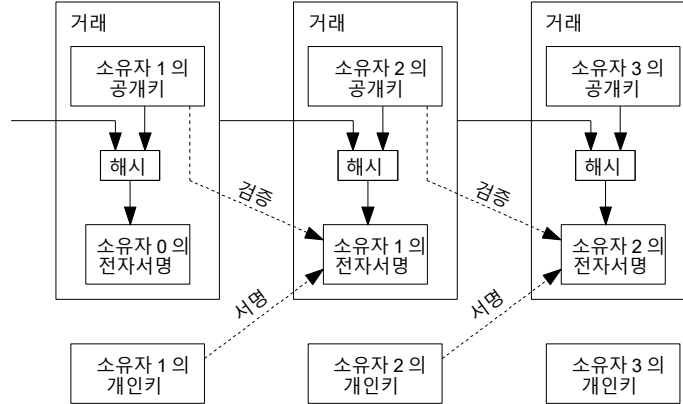 거래
거래
거래
소유자 1 의
공개키
소유자 2 의
공개키
소유자 3 의
공개키
해시
해시
해시
검증
검증
소유자 0 의
전자서명
소유자 1 의
전자서명
소유자 2 의
전자서명
서명
서명
소유자 1 의
개인키
소유자 2 의
개인키
소유자 3 의
개인키